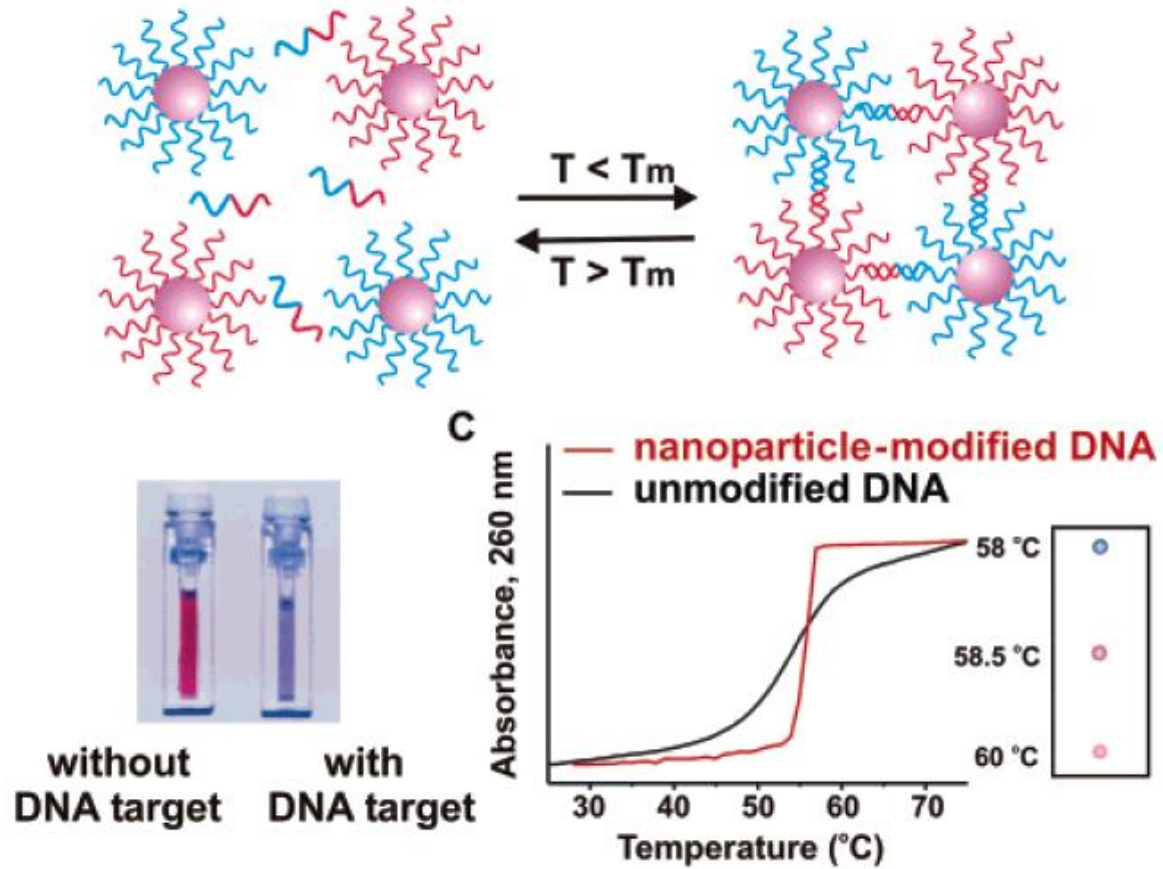 T < Tm
T > Tm
C
nanoparticle-modified DNA
unmodified DNA
Absorbance, 260 nm
58 °C
58.5 °C
60 °C
30 40 50 60 70
Temperature (°C)
without
DNA target
with
DNA target